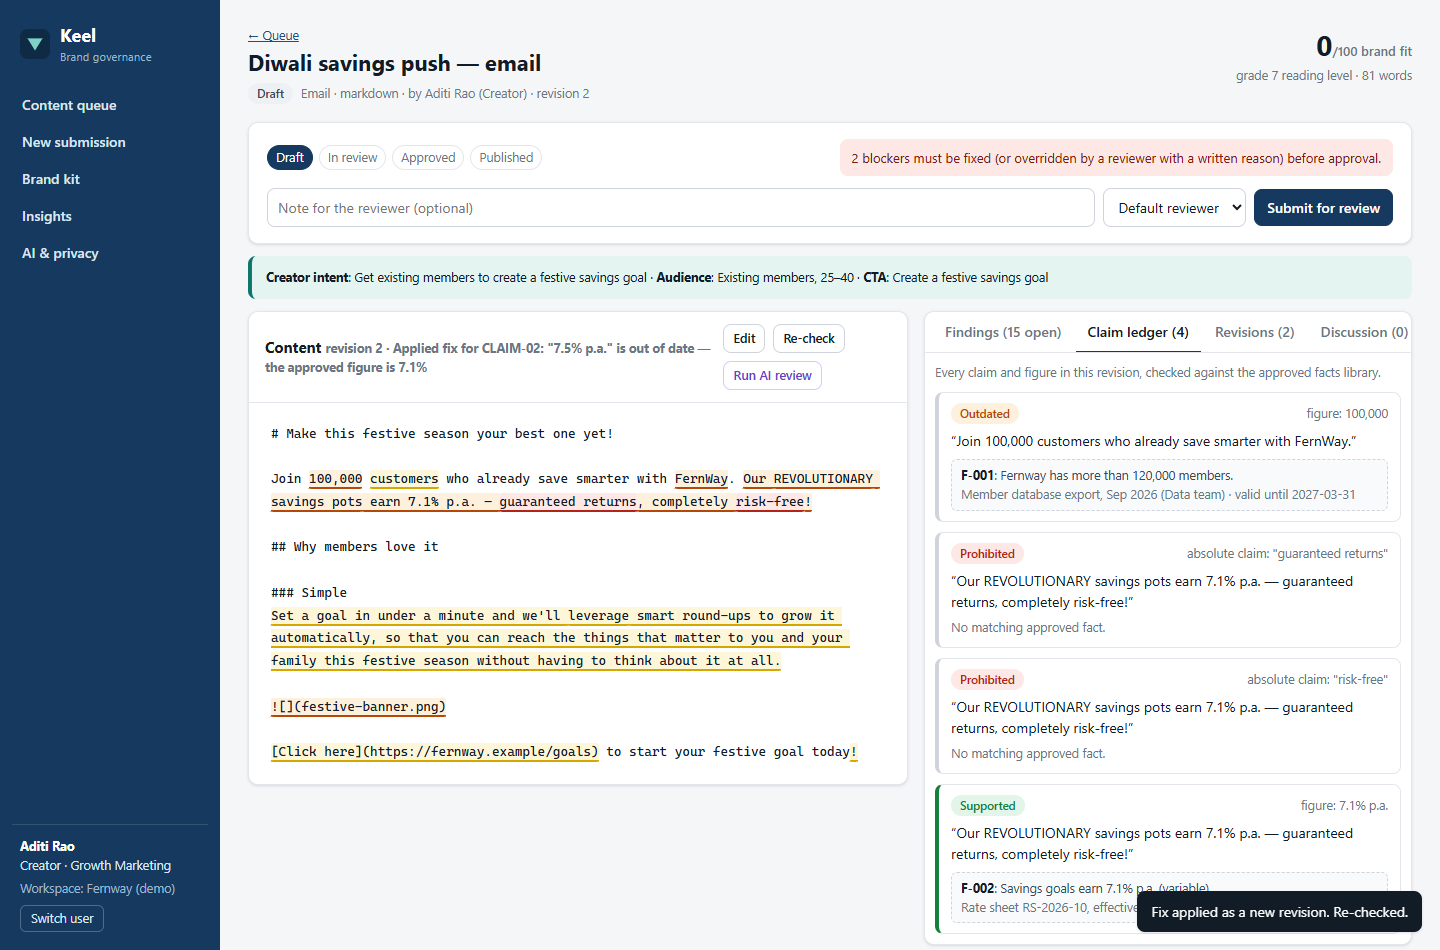 Keel
Brand governance
Content queue
New submission
Brand kit
Insights
AI & privacy
Aditi Rao
Creator · Growth Marketing
Workspace: Fernway (demo)
Switch user
← Queue
Diwali savings push — email
Draft Email · markdown · by Aditi Rao (Creator) · revision 2
0/100 brand fit
grade 7 reading level · 81 words
Draft In review Approved Published
2 blockers must be fixed (or overridden by a reviewer with a written reason) before approval.
Note for the reviewer (optional)
Default reviewer
Submit for review
Creator intent: Get existing members to create a festive savings goal · Audience: Existing members, 25–40 · CTA: Create a festive savings goal
Content revision 2 · Applied fix for CLAIM-02: "7.5% p.a." is out of date —
the approved figure is 7.1%
Edit Re-check
Run AI review
# Make this festive season your best one yet!
Join 100,000 customers who already save smarter with FernWay. Our REVOLUTIONARY
savings pots earn 7.1% p.a. — guaranteed returns, completely risk-free!
## Why members love it
### Simple
Set a goal in under a minute and we'll leverage smart round-ups to grow it
automatically, so that you can reach the things that matter to you and your
family this festive season without having to think about it at all.
![](festive-banner.png)
[Click here](https://fernway.example/goals) to start your festive goal today!
Findings (15 open) Claim ledger (4) Revisions (2) Discussion (0)
Every claim and figure in this revision, checked against the approved facts library.
Outdated figure: 100,000
“Join 100,000 customers who already save smarter with FernWay.”
F-001: Fernway has more than 120,000 members.
Member database export, Sep 2026 (Data team) · valid until 2027-03-31
Prohibited absolute claim: "guaranteed returns"
“Our REVOLUTIONARY savings pots earn 7.1% p.a. — guaranteed
returns, completely risk-free!”
No matching approved fact.
Prohibited absolute claim: "risk-free"
“Our REVOLUTIONARY savings pots earn 7.1% p.a. — guaranteed
returns, completely risk-free!”
No matching approved fact.
Supported figure: 7.1% p.a.
“Our REVOLUTIONARY savings pots earn 7.1% p.a. — guaranteed
returns, completely risk-free!”
F-002: Savings goals earn 7.1% p.a. (variable)
Rate sheet RS-2026-10, effective
Fix applied as a new revision. Re-checked.